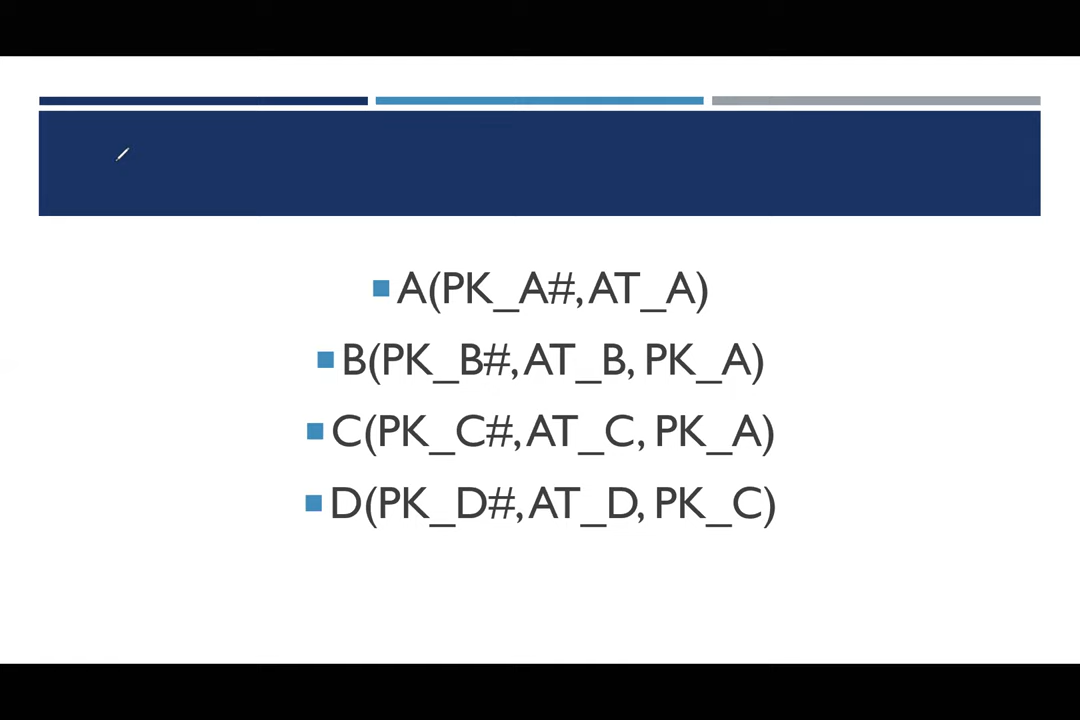 A(PK_A#, AT_A)
B(PK_B#, AT_B, PK_A)
C(PK_C#, AT_C, PK_A)
D(PK_D#, AT_D, PK_C)